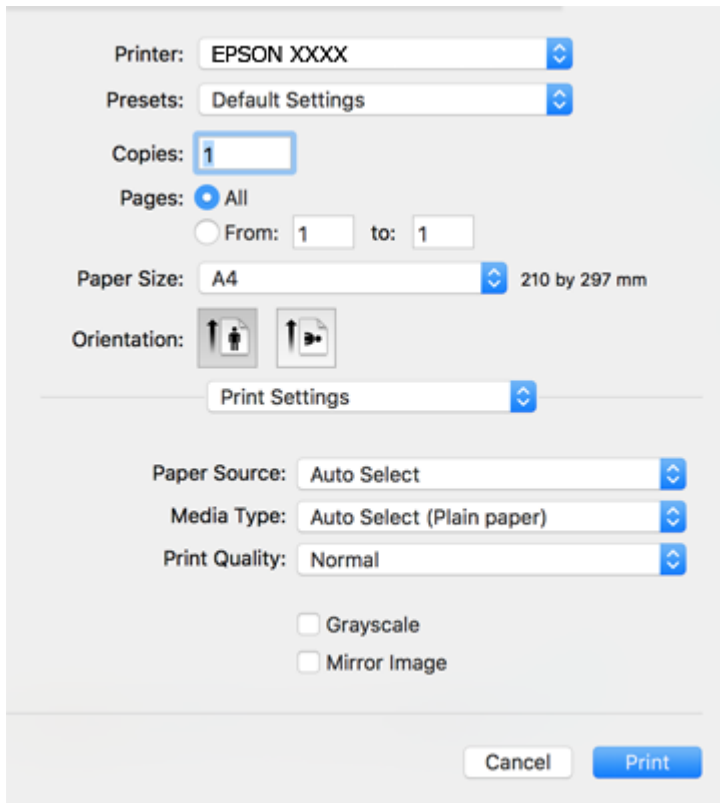 Printer: EPSON XXXX
Presets: Default Settings
Copies: 1
Pages: All
From: 1 to: 1
Paper Size: A4 210 by 297 mm
Orientation:
Print Settings
Paper Source: Auto Select
Media Type: Auto Select (Plain paper)
Print Quality: Normal
Grayscale
Mirror Image
Cancel Print